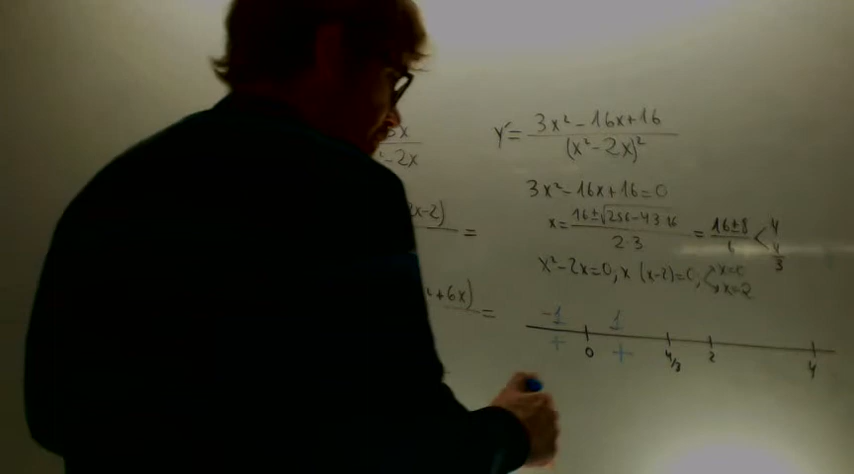 3x
-2x
Y'= 3x²-16x+16
(x²-2x)²
3x²-16x+16=0
x= 16±√256-4·3·16 = 16±8 < 4
2·3 6 4
3
x-2)
=
x²-2x=0, x (x-2)=0, x=0
x=2
+6x)
=
-1 1
+ 0 + 4/3 2 4